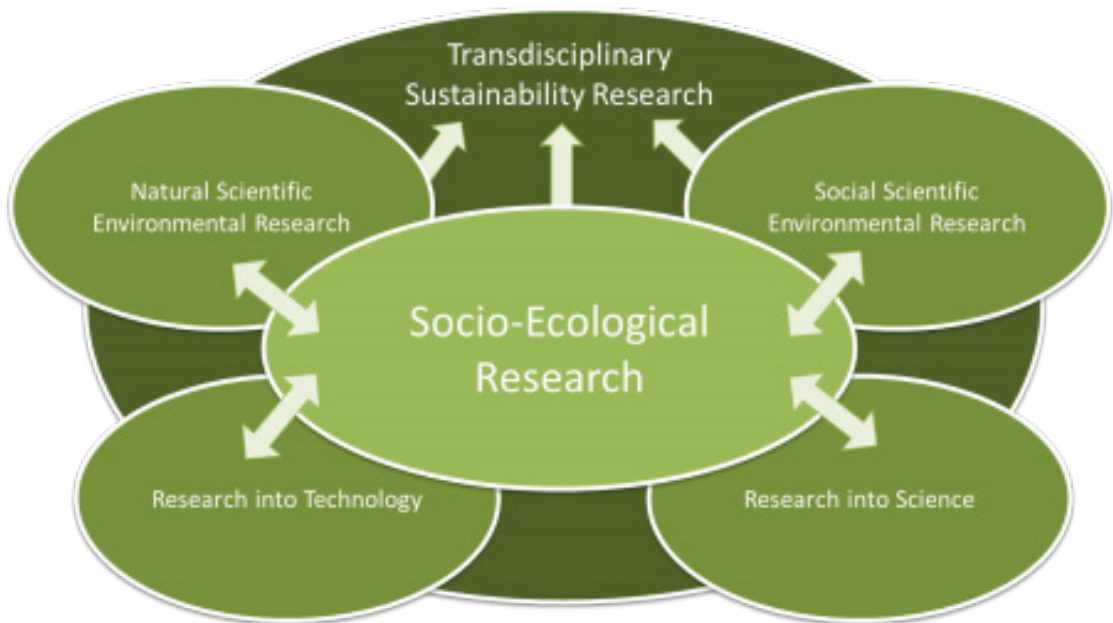 Transdisciplinary
Sustainability Research
Natural Scientific
Environmental Research
Social Scientific
Environmental Research
Socio-Ecological
Research
Research into Technology
Research into Science